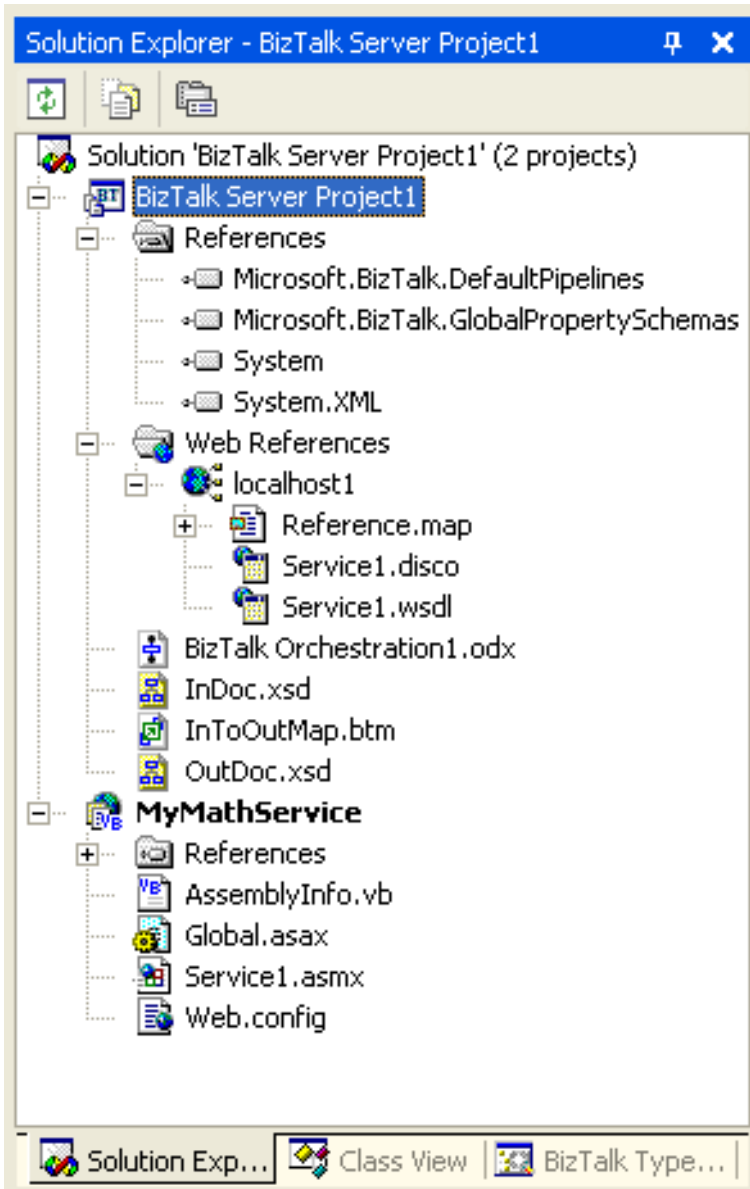 Solution Explorer - BizTalk Server Project1
Solution 'BizTalk Server Project1' (2 projects)
BT BizTalk Server Project1
References
Microsoft.BizTalk.DefaultPipelines
Microsoft.BizTalk.GlobalPropertySchemas
System
System.XML
Web References
localhost1
Reference.map
Service1.disco
Service1.wsdl
BizTalk Orchestration1.odx
InDoc.xsd
InToOutMap.btm
OutDoc.xsd
VB MyMathService
References
VB AssemblyInfo.vb
Global.asax
Service1.asmx
Web.config
Solution Exp... Class View BizTalk Type...